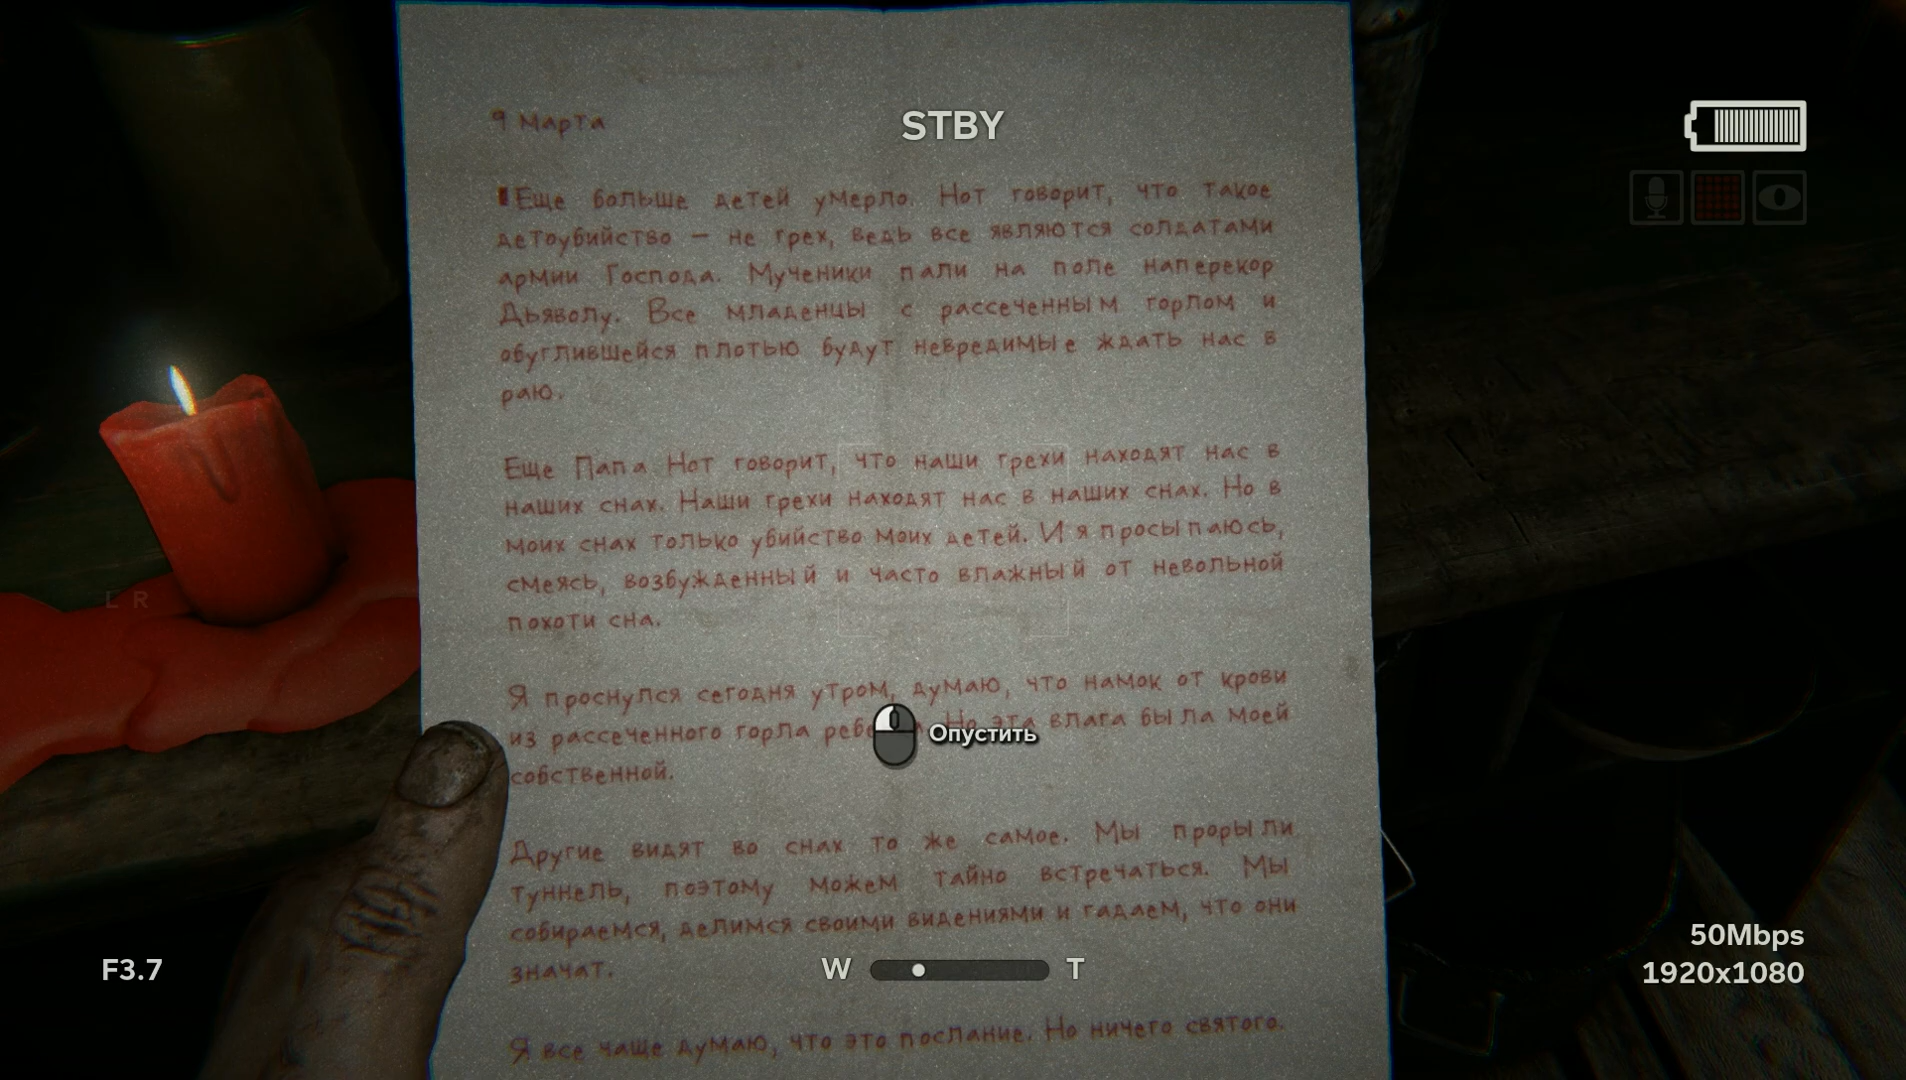 9 Марта
STBY
Еще больше детей умерло. Нот говорит, что такое
детоубийство — не грех, ведь все являются солдатами
армии Господа. Мученики пали на поле наперекор
Дьяволу. Все младенцы с рассеченным горлом и
обуглившейся плотью будут невредимые ждать нас в
раю.
Еще Папа Нот говорит, что наши грехи находят нас в
наших снах. Наши грехи находят нас в наших снах. Но в
моих снах только убийство моих детей. И я просыпаюсь,
смеясь, возбужденный и часто влажный от невольной
похоти сна.
Я проснулся сегодня утром, думаю, что намок от крови
из рассеченного горла Но эта влага была моей
собственной.
Опустить
Другие видят во снах то же самое. Мы прорыли
туннель, поэтому можем тайно встречаться. Мы
собираемся, делимся своими видениями и гадаем, что они
значат.
Я все чаще думаю, что это послание. Но ничего святого.
L R
F3.7
W T
50Mbps
1920x1080